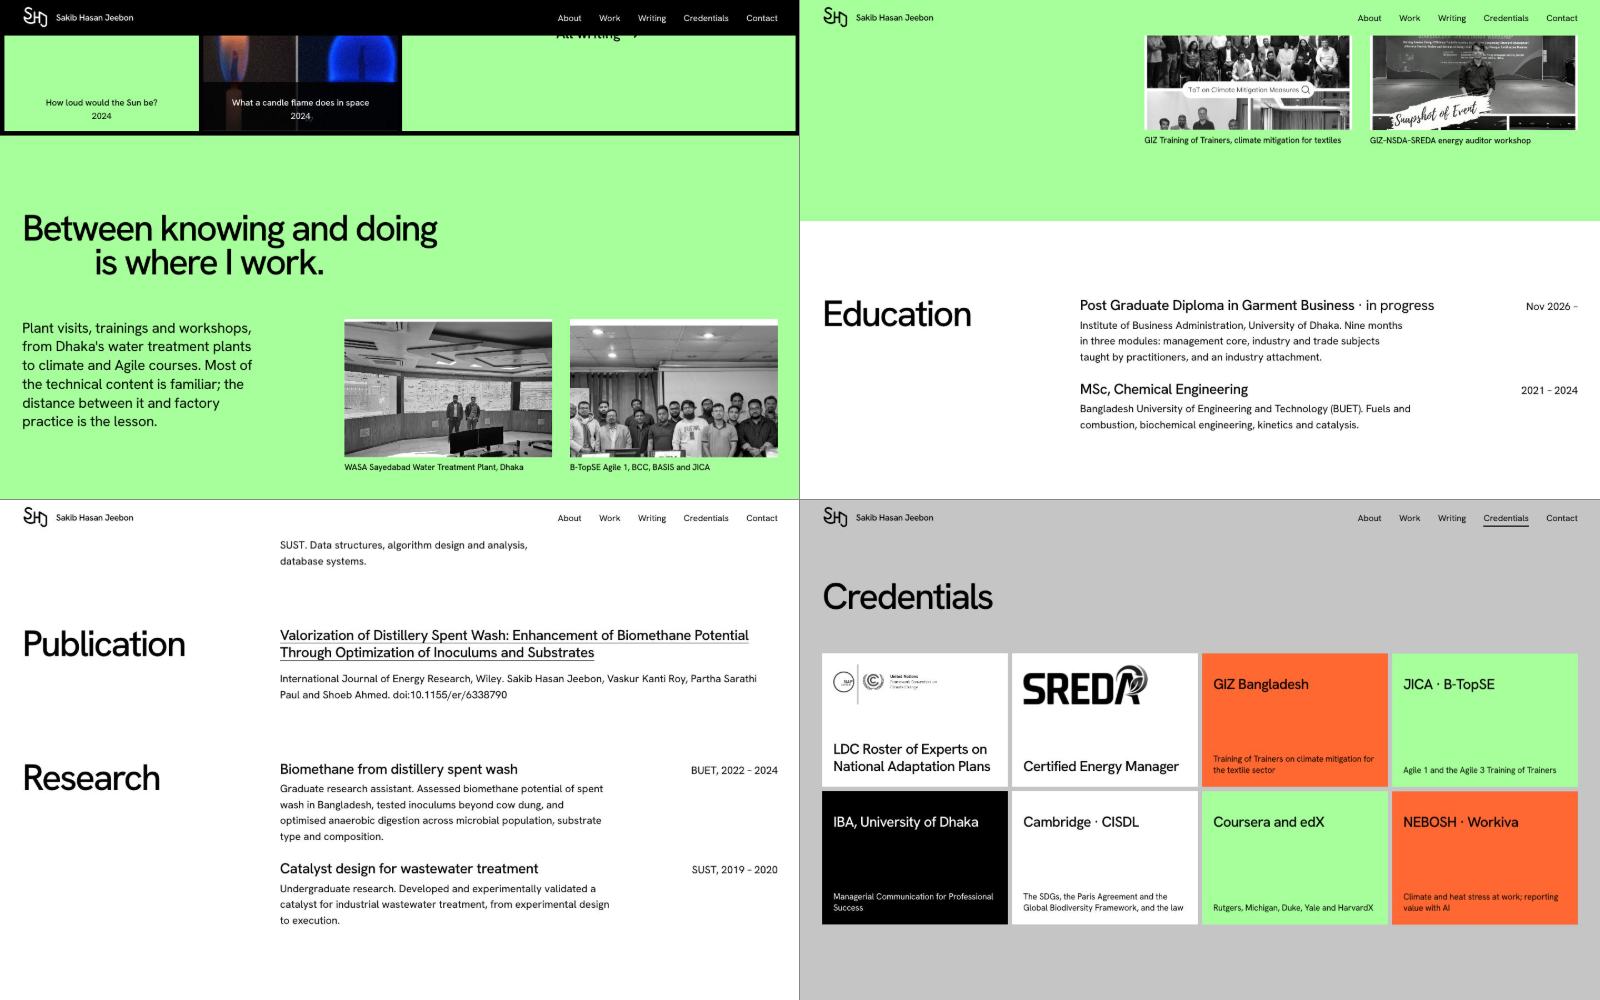 Sakib Hasan Jeebon
About Work Writing Credentials Contact
All writing
How loud would the Sun be?
2024
What a candle flame does in space
2024
Between knowing and doing
is where I work.
Plant visits, trainings and workshops,
from Dhaka's water treatment plants
to climate and Agile courses. Most of
the technical content is familiar; the
distance between it and factory
practice is the lesson.
WASA Sayedabad Water Treatment Plant, Dhaka
B-TopSE Agile 1, BCC, BASIS and JICA
Sakib Hasan Jeebon
About Work Writing Credentials Contact
ToT on Climate Mitigation Measures
Snapshot of Event
GIZ Training of Trainers, climate mitigation for textiles
GIZ–NSDA–SREDA energy auditor workshop
Education
Post Graduate Diploma in Garment Business · in progress
Nov 2026 –
Institute of Business Administration, University of Dhaka. Nine months
in three modules: management core, industry and trade subjects
taught by practitioners, and an industry attachment.
MSc, Chemical Engineering
2021 – 2024
Bangladesh University of Engineering and Technology (BUET). Fuels and
combustion, biochemical engineering, kinetics and catalysis.
Sakib Hasan Jeebon
About Work Writing Credentials Contact
SUST. Data structures, algorithm design and analysis,
database systems.
Publication
Valorization of Distillery Spent Wash: Enhancement of Biomethane Potential
Through Optimization of Inoculums and Substrates
International Journal of Energy Research, Wiley. Sakib Hasan Jeebon, Vaskur Kanti Roy, Partha Sarathi
Paul and Shoeb Ahmed. doi:10.1155/er/6338790
Research
Biomethane from distillery spent wash
BUET, 2022 – 2024
Graduate research assistant. Assessed biomethane potential of spent
wash in Bangladesh, tested inoculums beyond cow dung, and
optimised anaerobic digestion across microbial population, substrate
type and composition.
Catalyst design for wastewater treatment
SUST, 2019 – 2020
Undergraduate research. Developed and experimentally validated a
catalyst for industrial wastewater treatment, from experimental design
to execution.
Sakib Hasan Jeebon
About Work Writing Credentials Contact
Credentials
United Nations
Framework Convention on
Climate Change
LDC Roster of Experts on
National Adaptation Plans
SREDA
Certified Energy Manager
GIZ Bangladesh
Training of Trainers on climate mitigation for
the textile sector
JICA · B-TopSE
Agile 1 and the Agile 3 Training of Trainers
IBA, University of Dhaka
Managerial Communication for Professional
Success
Cambridge · CISDL
The SDGs, the Paris Agreement and the
Global Biodiversity Framework, and the law
Coursera and edX
Rutgers, Michigan, Duke, Yale and HarvardX
NEBOSH · Workiva
Climate and heat stress at work; reporting
value with AI